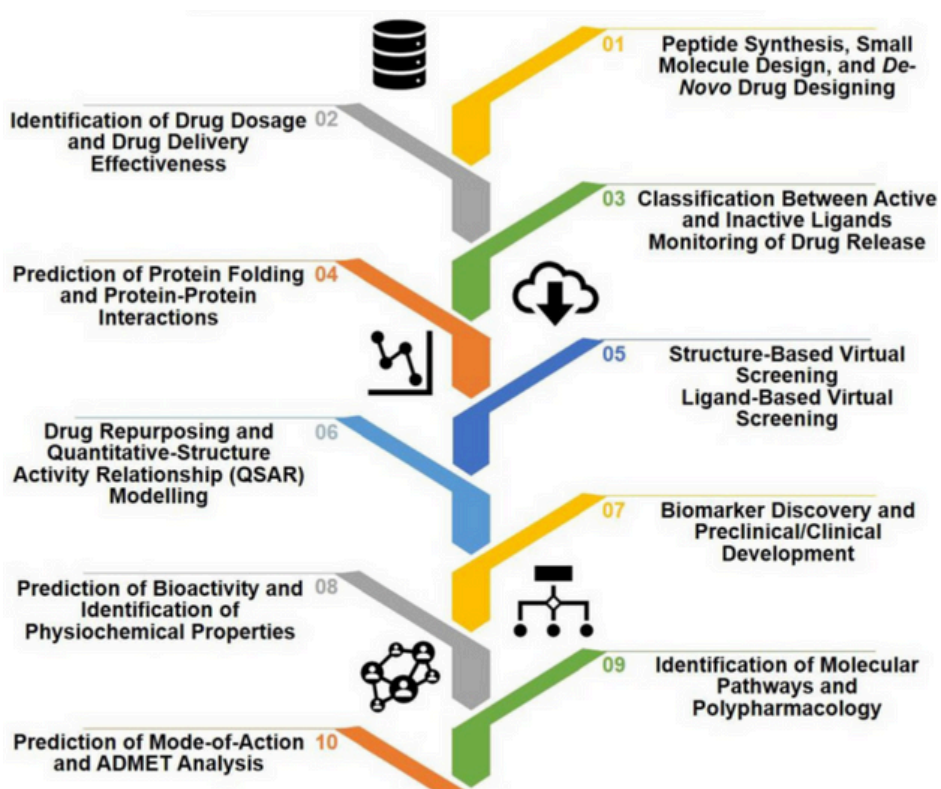 01
Peptide Synthesis, Small
Molecule Design, and De-
Novo Drug Designing
02
Identification of Drug Dosage
and Drug Delivery
Effectiveness
03
Classification Between Active
and Inactive Ligands
Monitoring of Drug Release
04
Prediction of Protein Folding
and Protein-Protein
Interactions
05
Structure-Based Virtual
Screening
Ligand-Based Virtual
Screening
06
Drug Repurposing and
Quantitative-Structure
Activity Relationship (QSAR)
Modelling
07
Biomarker Discovery and
Preclinical/Clinical
Development
08
Prediction of Bioactivity and
Identification of
Physiochemical Properties
09
Identification of Molecular
Pathways and
Polypharmacology
10
Prediction of Mode-of-Action
and ADMET Analysis